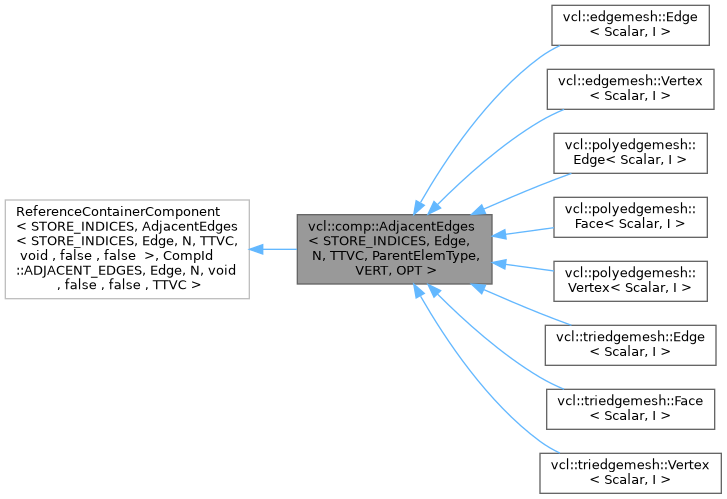 ReferenceContainerComponent
< STORE_INDICES, AdjacentEdges
< STORE_INDICES, Edge, N, TTVC,
void , false , false >, CompId
::ADJACENT_EDGES, Edge, N, void
, false , false , TTVC >
vcl::comp::AdjacentEdges
< STORE_INDICES, Edge,
N, TTVC, ParentElemType,
VERT, OPT >
vcl::edgemesh::Edge
< Scalar, I >
vcl::edgemesh::Vertex
< Scalar, I >
vcl::polyedgemesh::
Edge< Scalar, I >
vcl::polyedgemesh::
Face< Scalar, I >
vcl::polyedgemesh::
Vertex< Scalar, I >
vcl::triedgemesh::Edge
< Scalar, I >
vcl::triedgemesh::Face
< Scalar, I >
vcl::triedgemesh::Vertex
< Scalar, I >